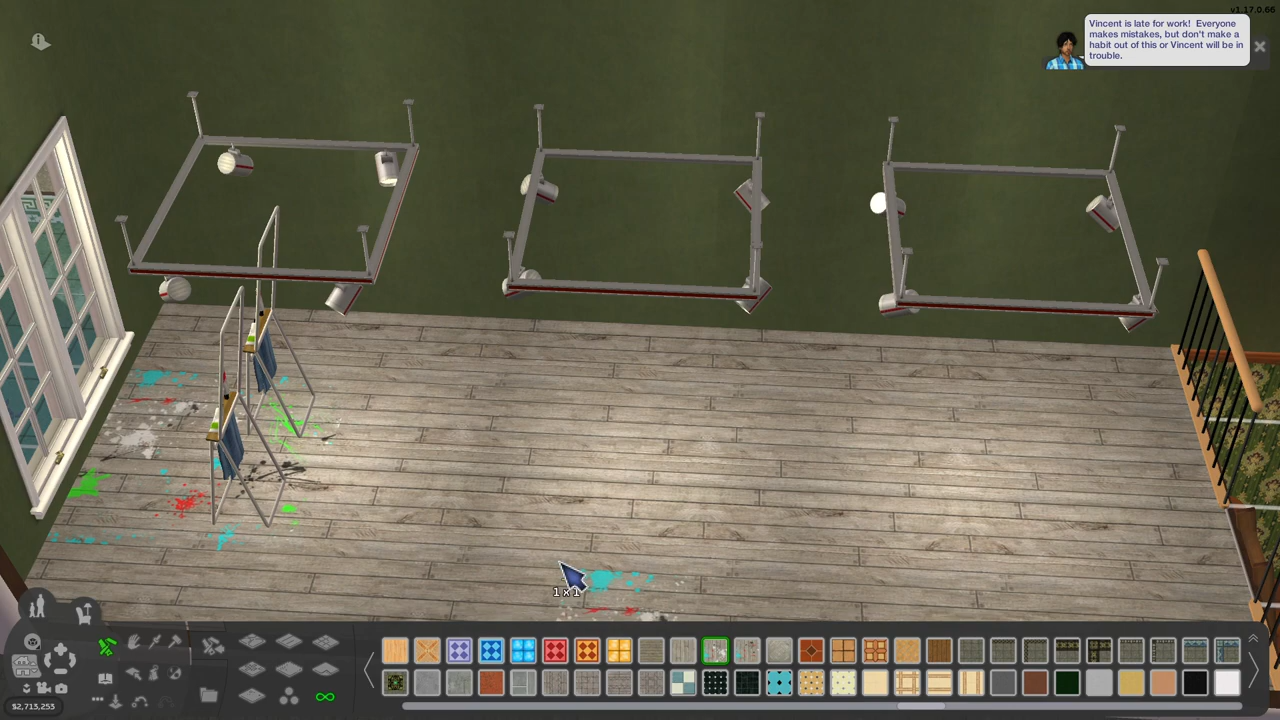 v1.17.0.66
Vincent is late for work!  Everyone
makes mistakes, but don't make a
habit out of this or Vincent will be in
trouble.
1 x 1
$2,715,255